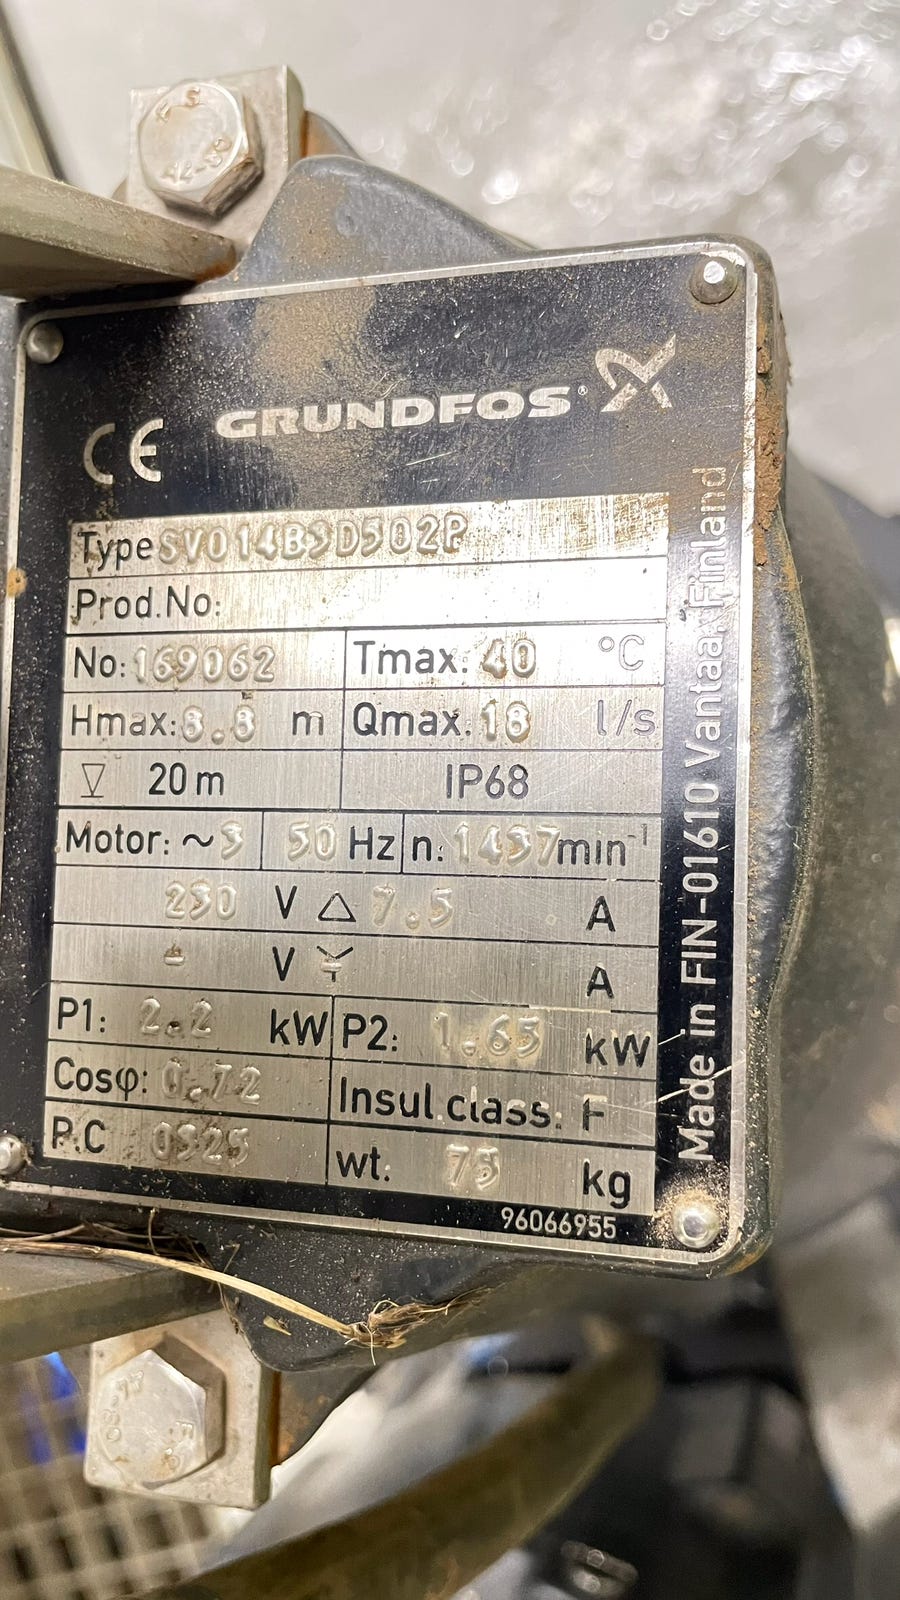 GRUNDFOS®
CE
Type SV014B3D502P
Prod.No:
No: 169062 Tmax. 40 °C
Hmax: 8.8 m Qmax. 18 l/s
20 m IP68
Motor: ~3 50 Hz n: 1437 min-1
230 V △ 7.5 A
- V Y A
P1: 2.2 kW P2: 1.65 kW
Cosφ: 0.72 Insul.class: F
P.C 0325 wt. 75 kg
96066955
Made in FIN-01610 Vantaa, Finland